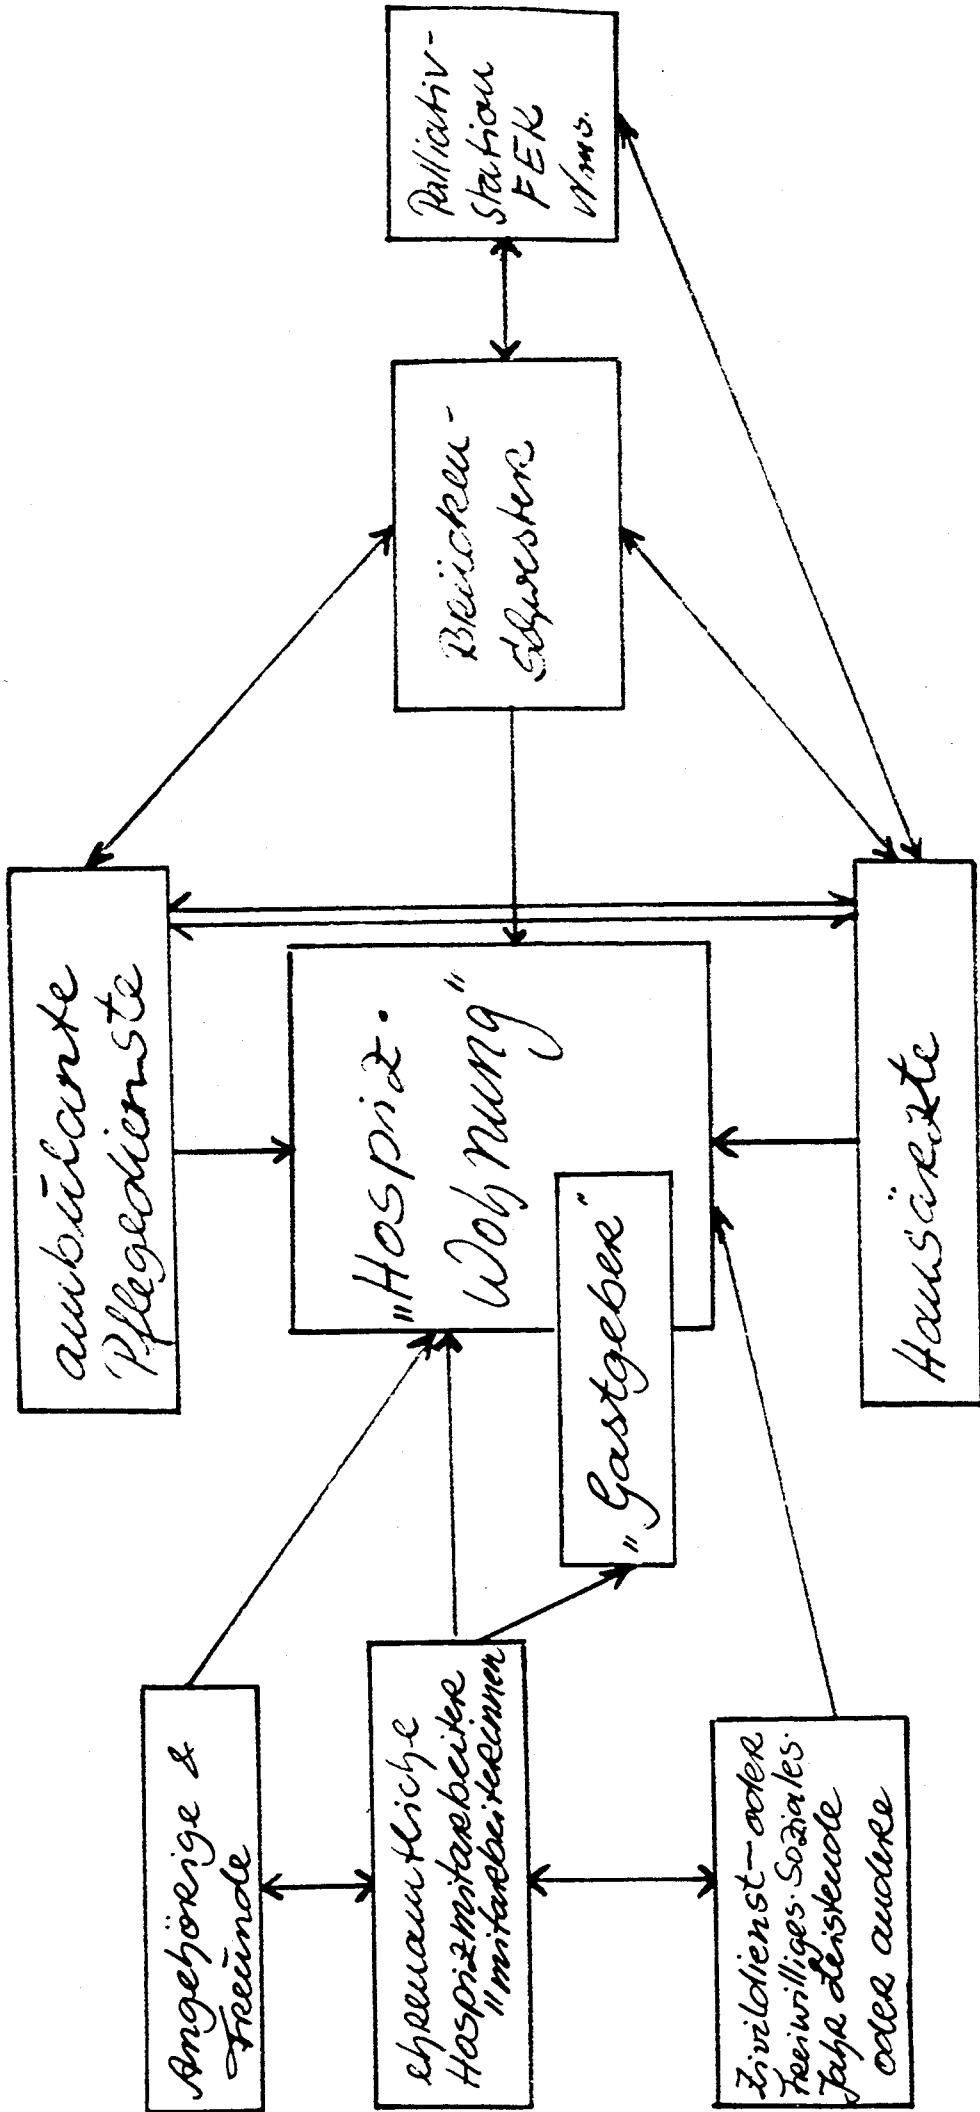 Angehörige &
Freunde
ehrenamtliche
Hospizmitarbeiter
"mitarbeiterinnen
Zivildienst- oder
Freiwilliges-Soziales-
Jahr Leistende
oder andere
ambulante
Pflegedienste
„Hospiz-
Wohnung"
„Gastgeber"
Hausärzte
Brücken-
schwester
Palliativ-
station
FEK
Nms.